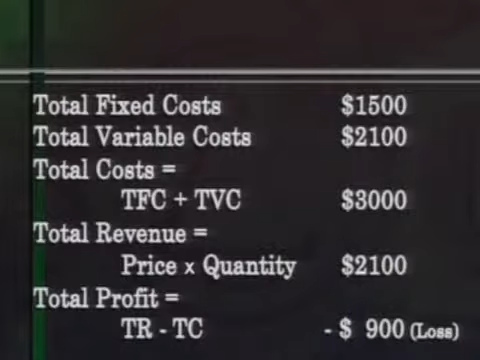 Total Fixed Costs $1500
Total Variable Costs $2100
Total Costs =
TFC + TVC $3000
Total Revenue =
Price x Quantity $2100
Total Profit =
TR - TC - $ 900 (Loss)